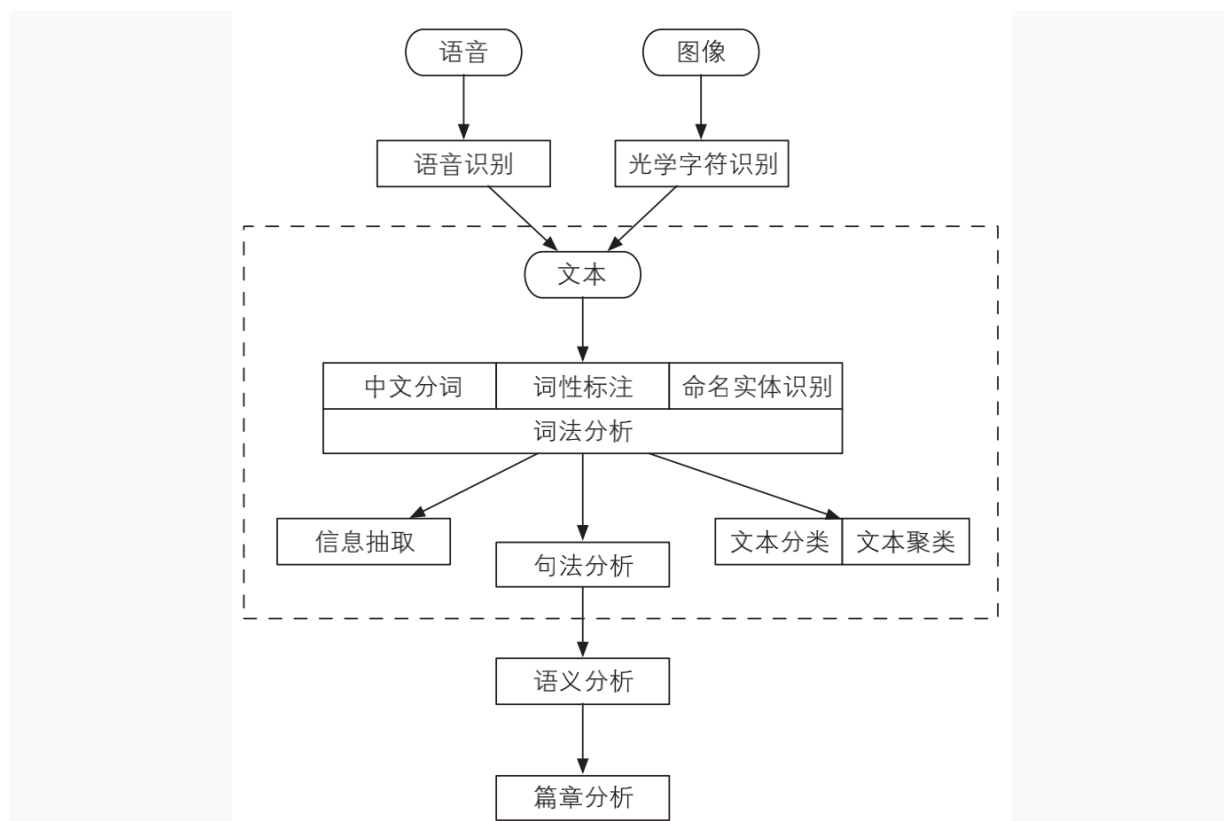 语音
图像
语音识别
光学字符识别
文本
中文分词
词性标注
命名实体识别
词法分析
信息抽取
句法分析
文本分类
文本聚类
语义分析
篇章分析